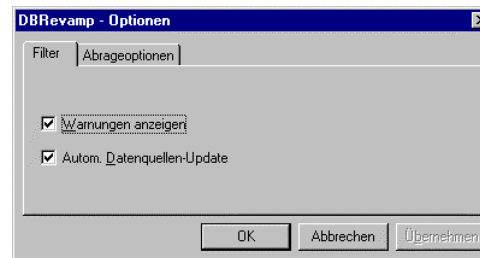 DBRevamp - Optionen
Filter
Abrageoptionen
Warnungen anzeigen
Autom. Datenquellen-Update
OK
Abbrechen
Übernehmen